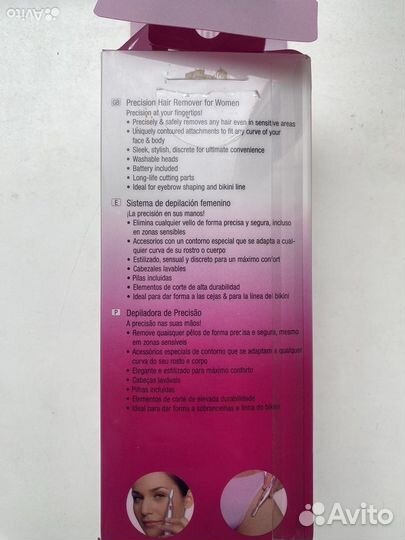 Avito
GB Precision Hair Remover for Women
Precision at your fingertips!
• Precisely & safely removes any hair even in sensitive areas
• Uniquely contoured attachments to fit any curve of your
face & body
• Sleek, stylish, discrete for ultimate convenience
• Washable heads
• Battery included
• Long-life cutting parts
• Ideal for eyebrow shaping and bikini line
E Sistema de depilación femenino
¡La precisión en sus manos!
• Elimina cualquier vello de forma precisa y segura, incluso
en zonas sensibles
• Accesorios con un contorno especial que se adapta a cual-
quier curva de su rostro o cuerpo
• Estilizado, sensual y discreto para un máximo confort
• Cabezales lavables
• Pilas incluidas
• Elementos de corte de alta durabilidad
• Ideal para dar forma a las cejas & para la línea del bikini
P Depiladora de Precisão
A precisão nas suas mãos!
• Remove quaisquer pêlos de forma precisa e segura, mesmo
em zonas sensíveis
• Acessórios especiais de contorno que se adaptam a qualquer
curva do seu rosto e corpo
• Elegante e estilizado para máximo conforto
• Cabeças laváveis
• Pilhas incluídas
• Elementos de corte de elevada durabilidade
• Ideal para dar forma a sobrancelhas e linha do bikini
Avito